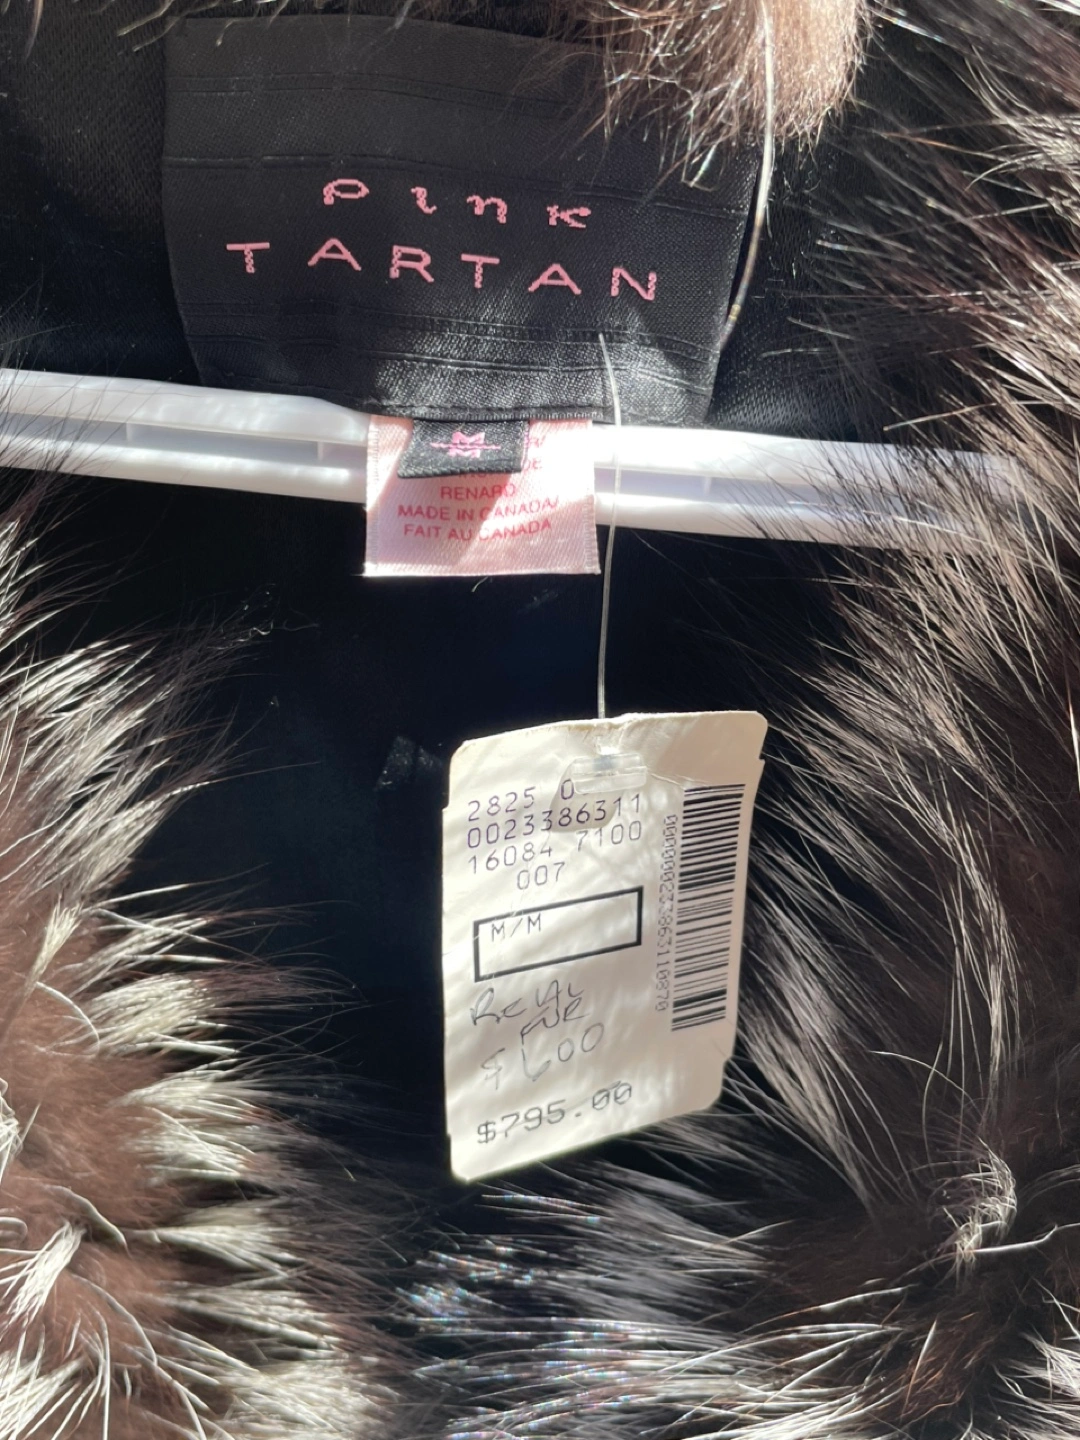 pink
TARTAN
M
RENARD
MADE IN CANADA/
FAIT AU CANADA
2825 0
0023386311
16084 7100
007
M/M
REAL
FUR
$600
$795.00